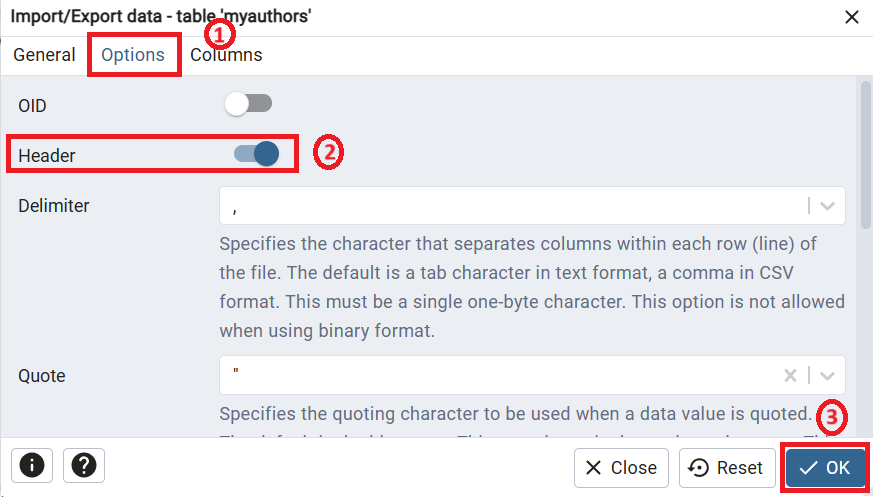 Import/Export data - table 'myauthors'
General Options Columns
1
OID
Header
2
Delimiter
,
Specifies the character that separates columns within each row (line) of
the file. The default is a tab character in text format, a comma in CSV
format. This must be a single one-byte character. This option is not allowed
when using binary format.
Quote
"
Specifies the quoting character to be used when a data value is quoted.
3
Close Reset OK